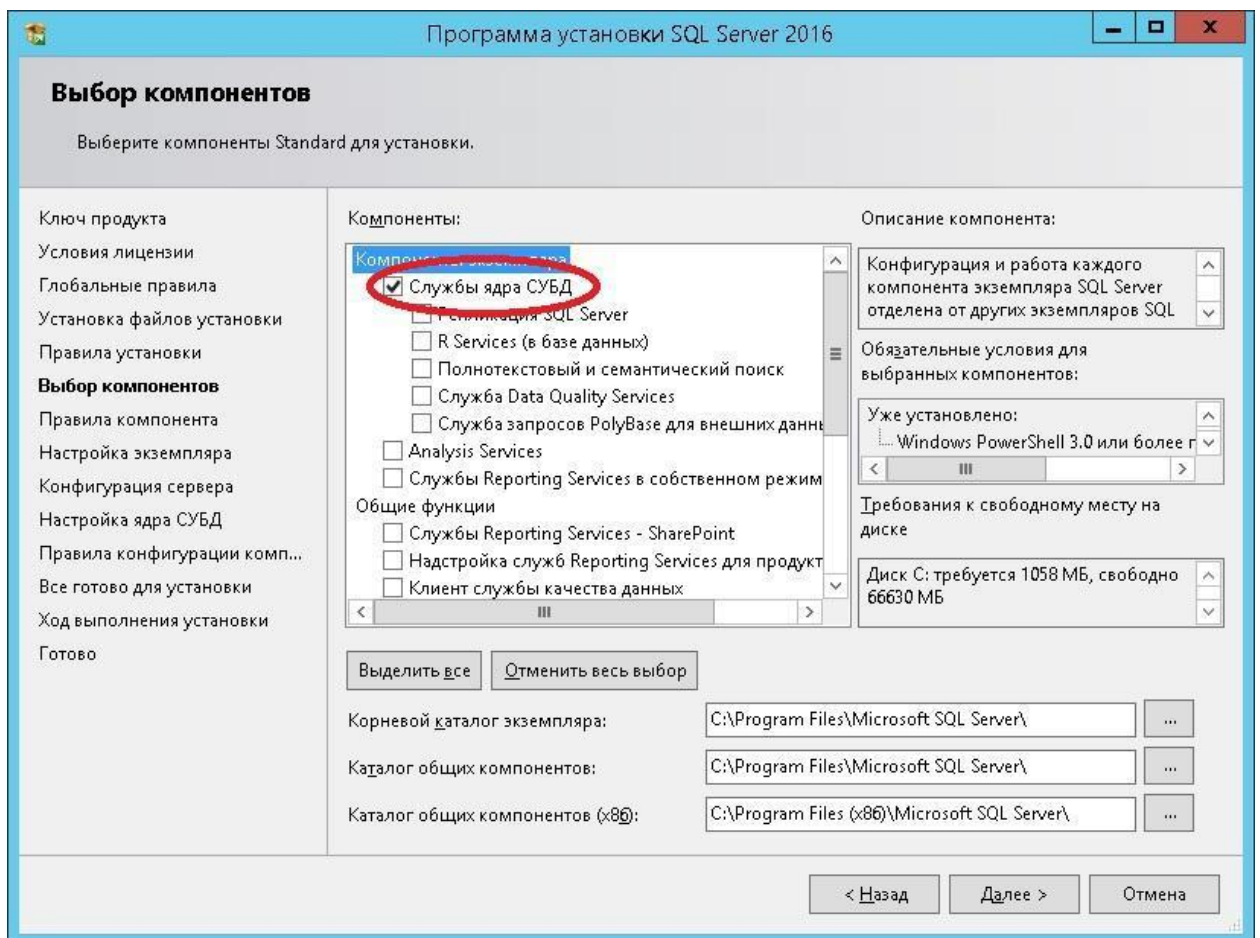 Программа установки SQL Server 2016
Выбор компонентов
Выберите компоненты Standard для установки.
Ключ продукта
Условия лицензии
Глобальные правила
Установка файлов установки
Правила установки
Выбор компонентов
Правила компонента
Настройка экземпляра
Конфигурация сервера
Настройка ядра СУБД
Правила конфигурации комп...
Все готово для установки
Ход выполнения установки
Готово
Компоненты:
Службы ядра СУБД
Репликация SQL Server
R Services (в базе данных)
Полнотекстовый и семантический поиск
Служба Data Quality Services
Служба запросов PolyBase для внешних данн
Analysis Services
Службы Reporting Services в собственном режим
Общие функции
Службы Reporting Services - SharePoint
Надстройка служб Reporting Services для продукт
Клиент службы качества данных
Описание компонента:
Конфигурация и работа каждого
компонента экземпляра SQL Server
отделена от других экземпляров SQL
Обязательные условия для
выбранных компонентов:
Уже установлено:
Windows PowerShell 3.0 или более
Требования к свободному месту на
диске
Диск C: требуется 1058 МБ, свободно
66630 МБ
Выделить все
Отменить весь выбор
Корневой каталог экземпляра:
C:\Program Files\Microsoft SQL Server\
...
Каталог общих компонентов:
C:\Program Files\Microsoft SQL Server\
...
Каталог общих компонентов (x86):
C:\Program Files (x86)\Microsoft SQL Server\
...
< Назад
Далее >
Отмена